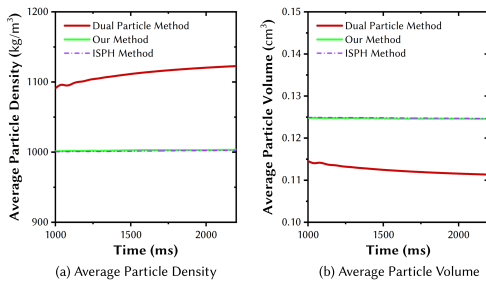 Average Particle Density (kg/m³)
1200
1100
1000
900
Dual Particle Method
Our Method
ISPH Method
1000 1500 2000
Time (ms)
(a) Average Particle Density
Average Particle Volume (cm³)
0.15
0.14
0.13
0.12
0.11
0.10
Dual Particle Method
Our Method
ISPH Method
1000 1500 2000
Time (ms)
(b) Average Particle Volume